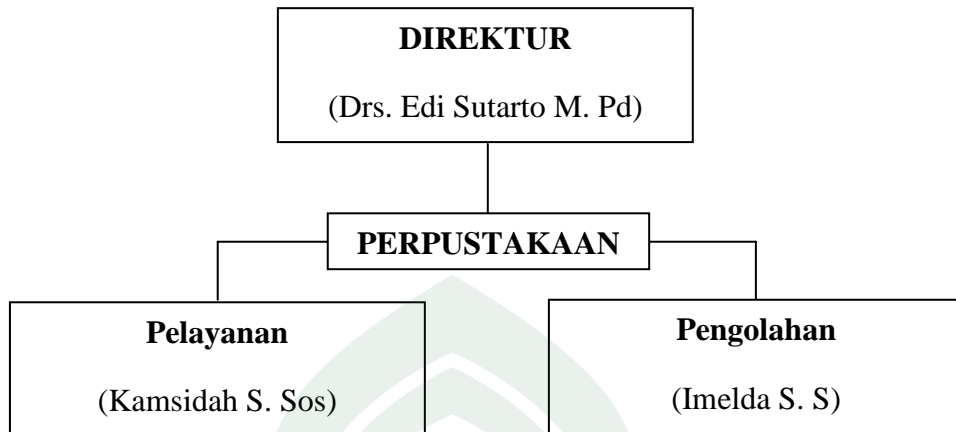 DIREKTUR
(Drs. Edi Sutarto M. Pd)
PERPUSTAKAAN
Pelayanan
(Kamsidah S. Sos)
Pengolahan
(Imelda S. S)